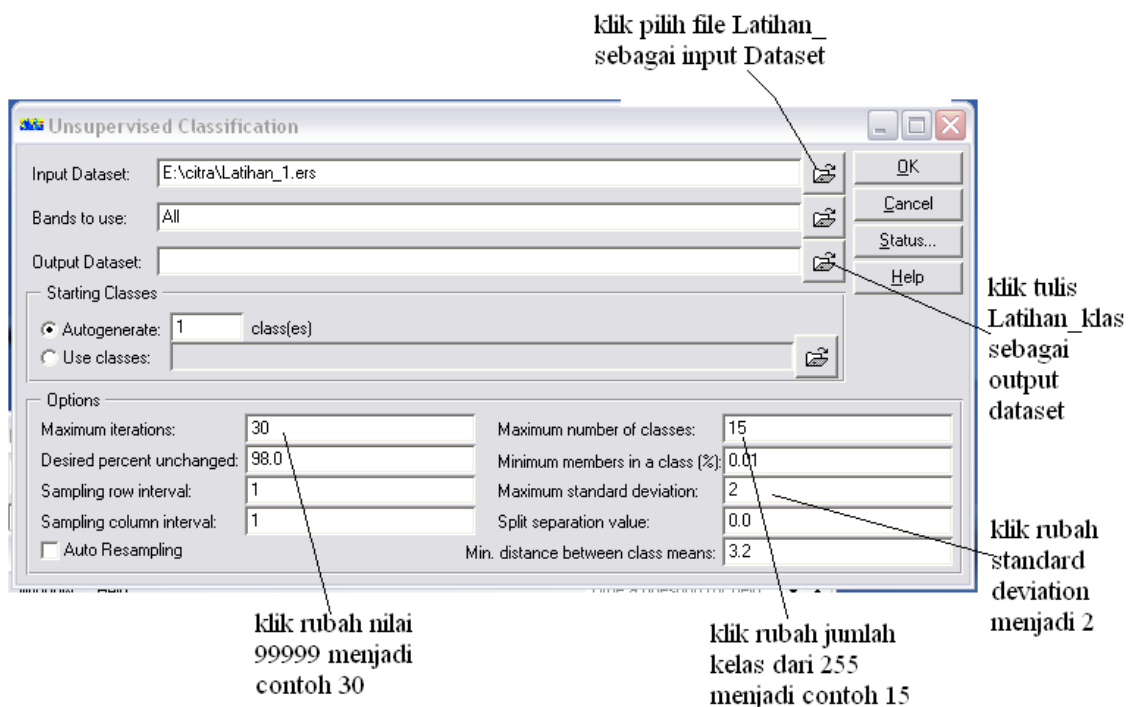 klik pilih file Latihan_
sebagai input Dataset
Unsupervised Classification
Input Dataset: E:\citra\Latihan_1.ers
OK
Bands to use: All
Cancel
Output Dataset:
Status...
Help
Starting Classes
Autogenerate: 1 class(es)
Use classes:
klik tulis
Latihan_klas
sebagai
output
dataset
Options
Maximum iterations: 30
Maximum number of classes: 15
Desired percent unchanged: 98.0
Minimum members in a class (%): 0.01
Sampling row interval: 1
Maximum standard deviation: 2
Sampling column interval: 1
Split separation value: 0.0
Auto Resampling
Min. distance between class means: 3.2
klik rubah
standard
deviation
menjadi 2
klik rubah nilai
99999 menjadi
contoh 30
klik rubah jumlah
kelas dari 255
menjadi contoh 15